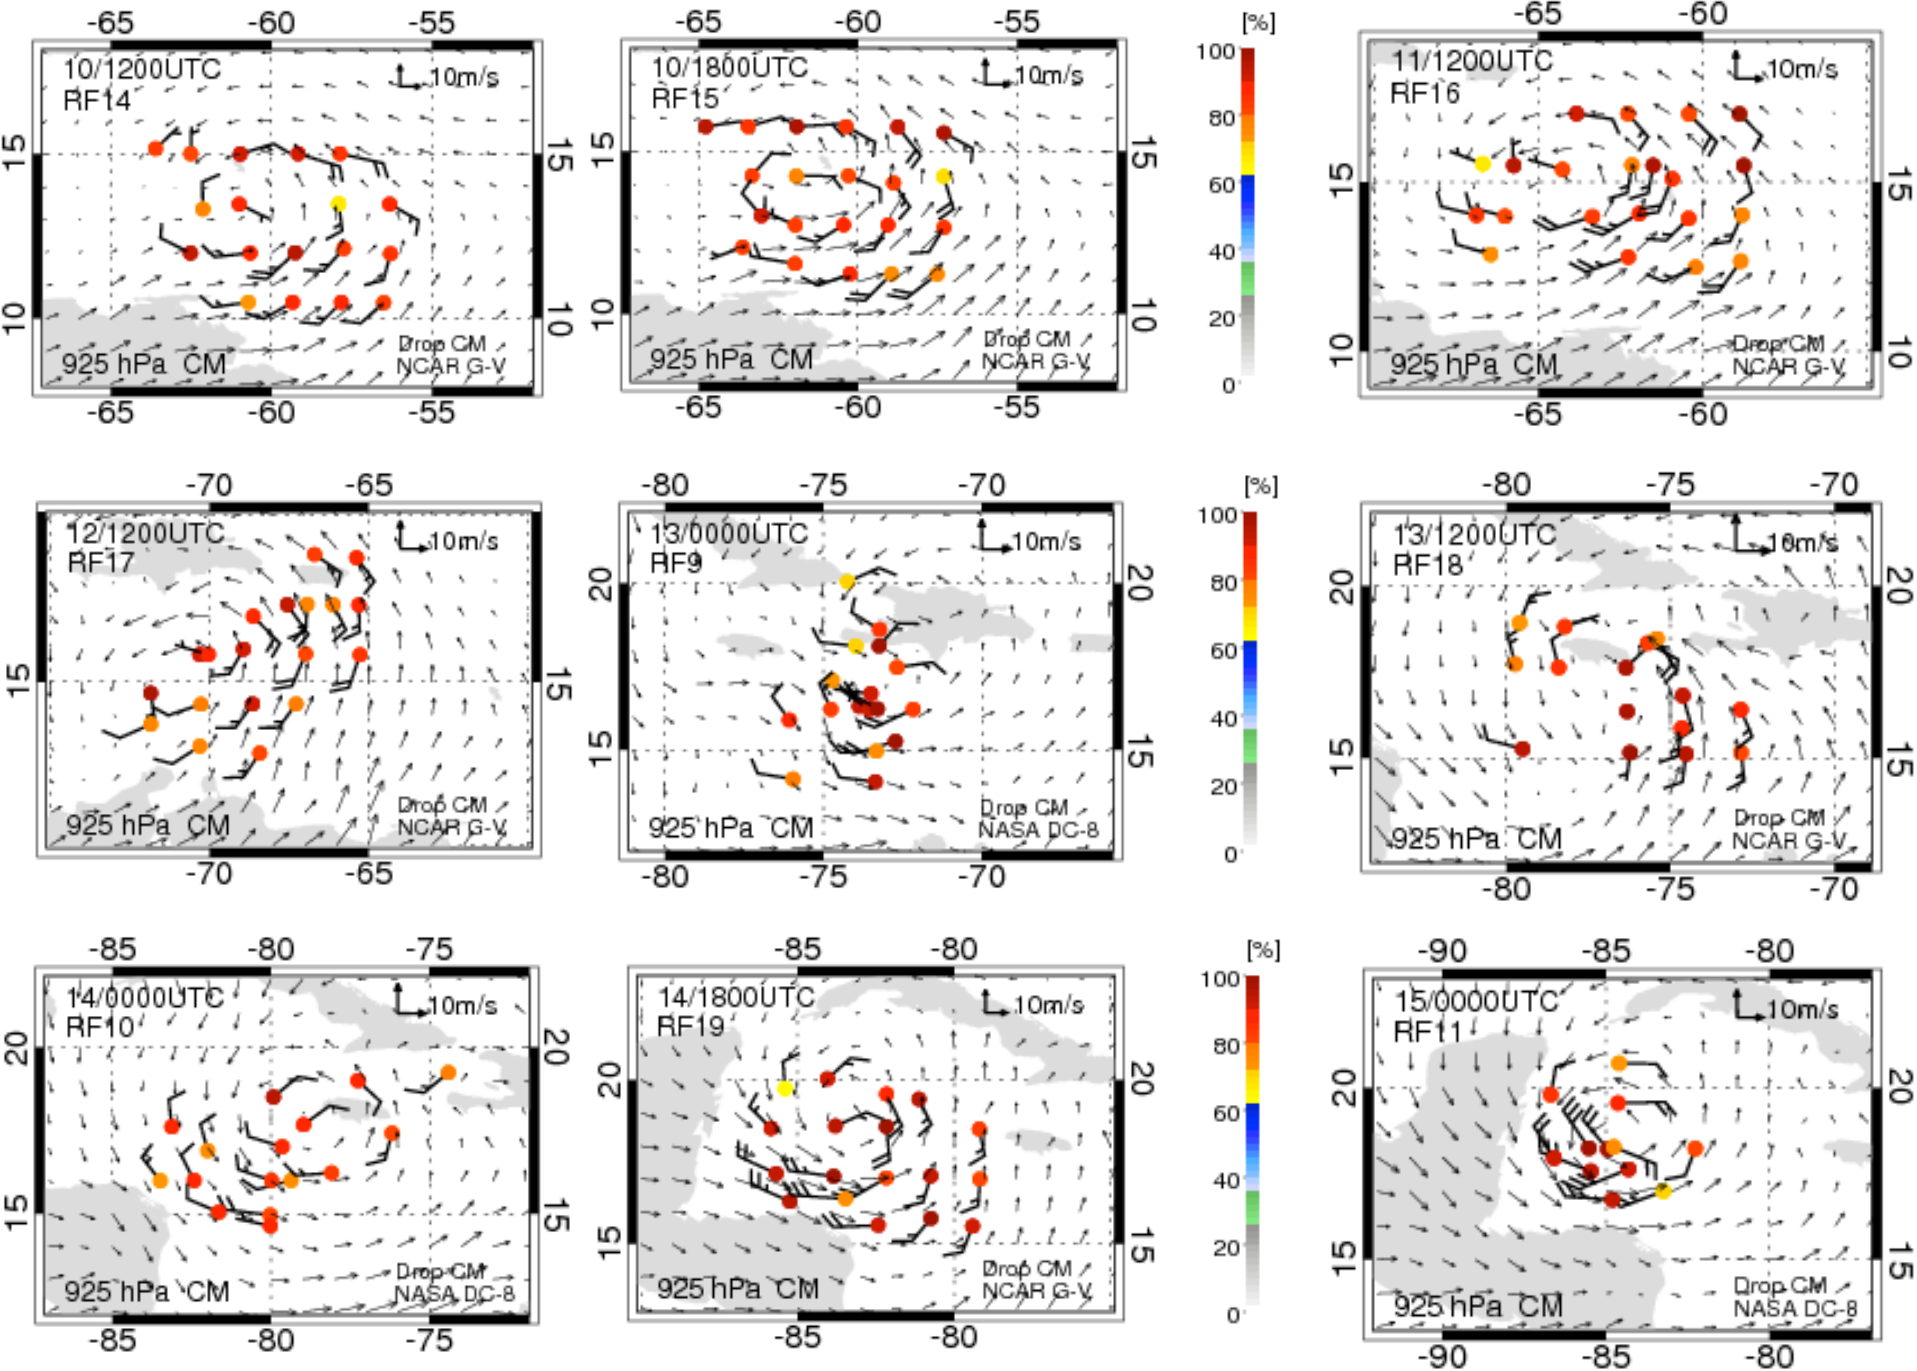 -65 -60 -55
10/1200UTC
RF14
10m/s
15 15
10 10
925 hPa CM
Drop CM
NCAR G-V
-65 -60 -55
-65 -60 -55
10/1800UTC
RF15
10m/s
15 15
10 10
925 hPa CM
Drop CM
NCAR G-V
-65 -60 -55
[%]
100
80
60
40
20
0
-65 -60
11/1200UTC
RF16
10m/s
15 15
10 10
925 hPa CM
Drop CM
NCAR G-V
-65 -60
-70 -65
12/1200UTC
RF17
10m/s
15 15
925 hPa CM
Drop CM
NCAR G-V
-70 -65
-80 -75 -70
13/0000UTC
RF9
10m/s
20 20
15 15
925 hPa CM
Drop CM
NASA DC-8
-80 -75 -70
[%]
100
80
60
40
20
0
-80 -75 -70
13/1200UTC
RF18
10m/s
20 20
15 15
925 hPa CM
Drop CM
NCAR G-V
-80 -75 -70
-85 -80 -75
14/0000UTC
RF10
10m/s
20 20
15 15
925 hPa CM
Drop CM
NASA DC-8
-85 -80 -75
-85 -80
14/1800UTC
RF19
10m/s
20 20
15 15
925 hPa CM
Drop CM
NCAR G-V
-85 -80
[%]
100
80
60
40
20
0
-90 -85 -80
15/0000UTC
RF11
10m/s
20 20
15 15
925 hPa CM
Drop CM
NASA DC-8
-90 -85 -80